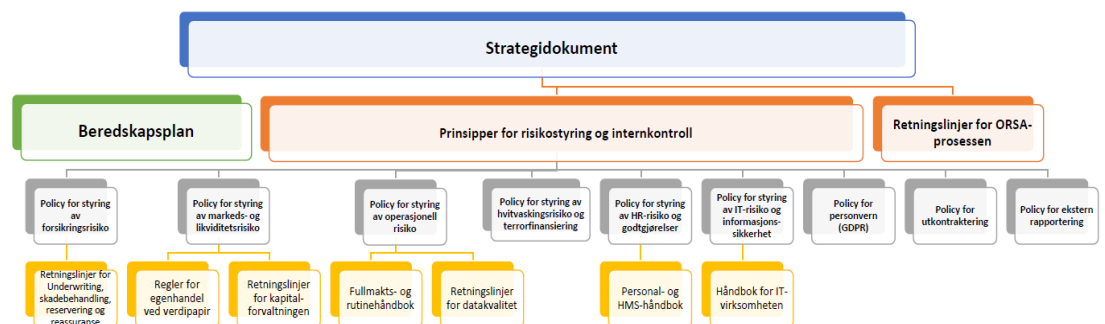 Strategidokument
Beredskapsplan
Prinsipper for risikostyring og internkontroll
Retningslinjer for ORSA-
prosessen
Policy for styring
av
forsikringsrisiko
Policy for styring
av markeds- og
likviditetsrisiko
Policy for styring
av operasjonell
risiko
Policy for styring av
hvitvaskingsrisiko og
terrorfinansiering
Policy for styring
av HR-risiko og
godtgjørelser
Policy for styring
av IT-risiko og
informasjons-
sikkerhet
Policy for
personvern
(GDPR)
Policy for
utkontraktering
Policy for ekstern
rapportering
Retningslinjer for
Underwriting,
skadebehandling,
reservering og
reassuranse
Regler for
egenhandel
ved verdipapir
Retningslinjer
for kapital-
forvaltningen
Fullmakts- og
rutinehåndbok
Retningslinjer
for datakvalitet
Personal- og
HMS-håndbok
Håndbok for IT-
virksomheten